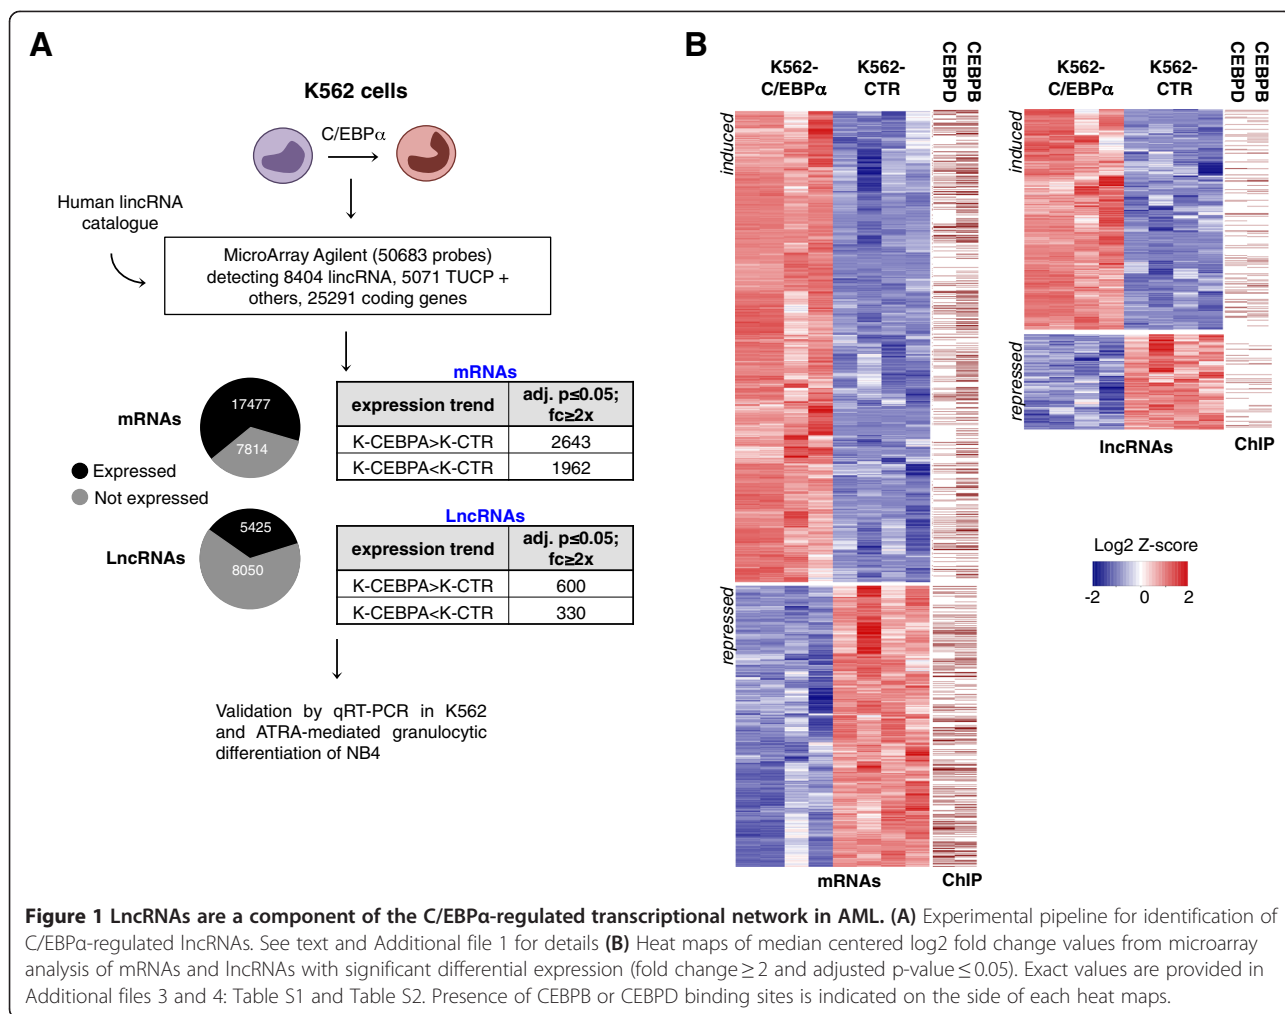 A
K562 cells
C/EBPα
Human lincRNA
catalogue
MicroArray Agilent (50683 probes)
detecting 8404 lincRNA, 5071 TUCP +
others, 25291 coding genes
mRNAs
17477
7814
Expressed
Not expressed
LncRNAs
5425
8050
mRNAs
expression trend
adj. p≤0.05;
fc≥2x
K-CEBPA>K-CTR
2643
K-CEBPA<K-CTR
1962
LncRNAs
expression trend
adj. p≤0.05;
fc≥2x
K-CEBPA>K-CTR
600
K-CEBPA<K-CTR
330
Validation by qRT-PCR in K562
and ATRA-mediated granulocytic
differentiation of NB4
B
K562-
C/EBPα
K562-
CTR
CEBPD
CEBPB
induced
repressed
mRNAs
ChIP
K562-
C/EBPα
K562-
CTR
CEBPD
CEBPB
induced
repressed
lncRNAs
ChIP
Log2 Z-score
-2 0 2
Figure 1 LncRNAs are a component of the C/EBPα-regulated transcriptional network in AML. (A) Experimental pipeline for identification of
C/EBPα-regulated lncRNAs. See text and Additional file 1 for details (B) Heat maps of median centered log2 fold change values from microarray
analysis of mRNAs and lncRNAs with significant differential expression (fold change ≥ 2 and adjusted p-value ≤ 0.05). Exact values are provided in
Additional files 3 and 4: Table S1 and Table S2. Presence of CEBPB or CEBPD binding sites is indicated on the side of each heat maps.